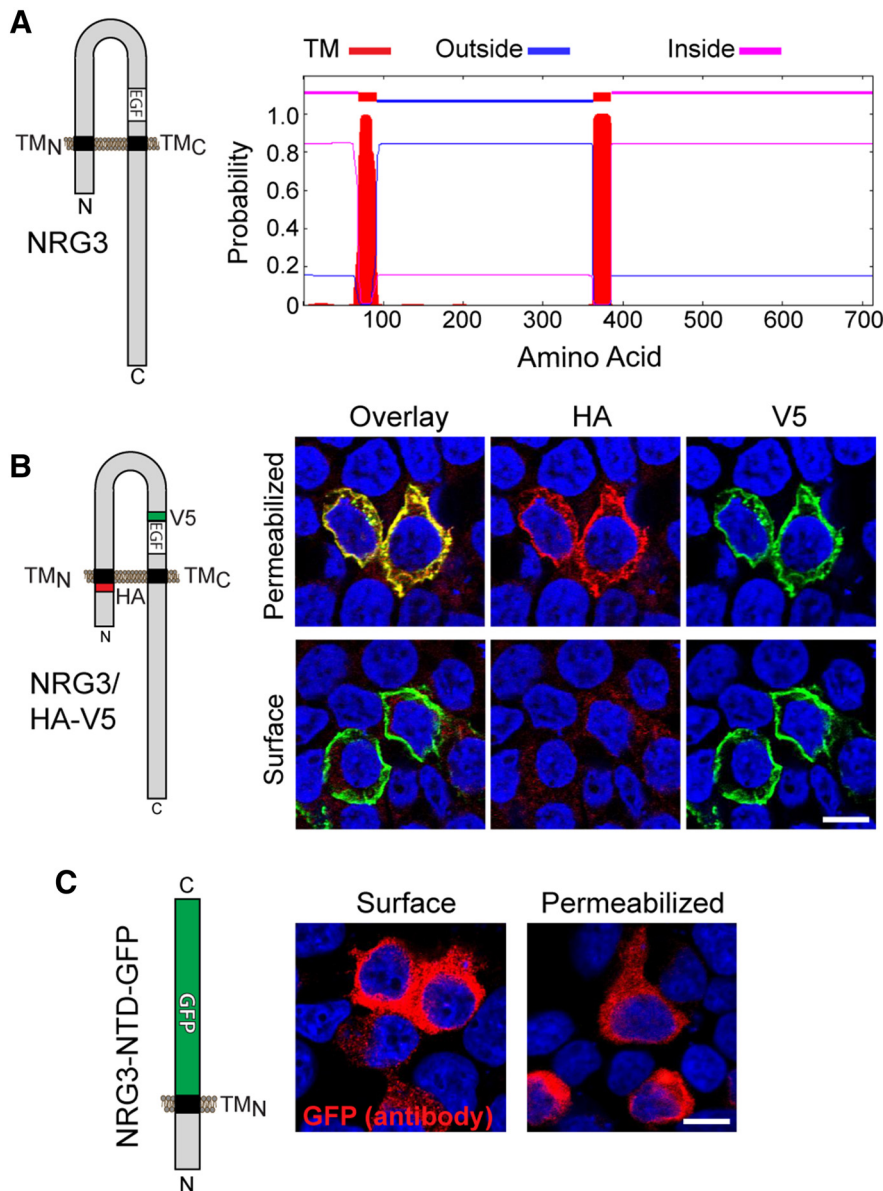 A
TM Outside Inside
EGF
TMN TMC
N
NRG3
C
Probability
1.0
0.8
0.6
0.4
0.2
0
100 200 300 400 500 600 700
Amino Acid
Overlay HA V5
B
V5
EGF
TMN TMC
HA
N
NRG3/
HA-V5
C
Permeabilized
Surface
C
C
Surface Permeabilized
NRG3-NTD-GFP
GFP
TMN
GFP (antibody)
N